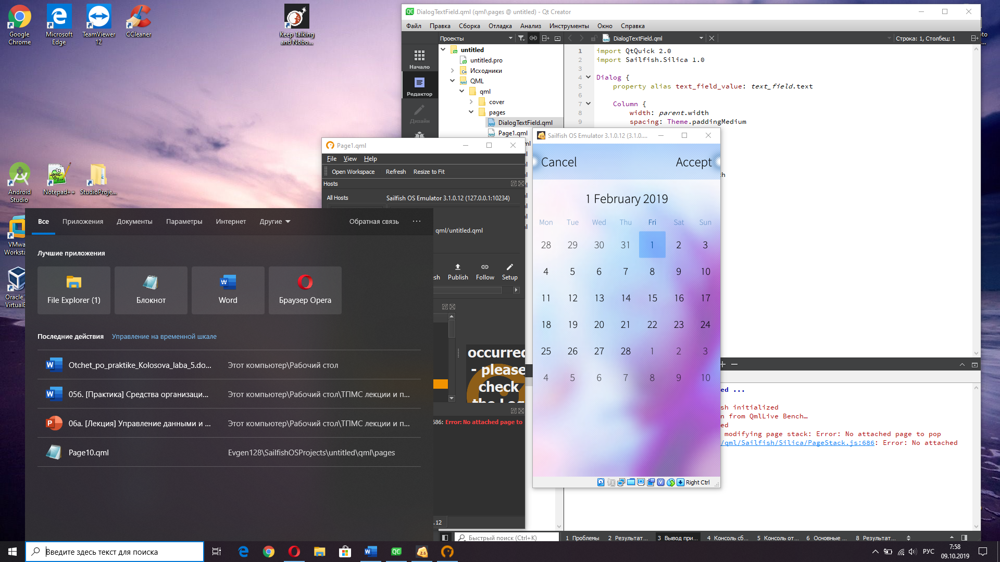 Google
Chrome
Microsoft
Edge
TeamViewer
12
CCleaner
Keep Talking
and Nobo...
Android
Studio
Notepad++
StudioProje...
VMwa
Workst
Oracle
VirtualB
DialogTextField.qml (qml\pages @ untitled) - Qt Creator
Файл Правка Сборка Отладка Анализ Инструменты Окно Справка
Проекты
DialogTextField.qml
Строка: 1, Столбец: 1
Начало
Редактор
Дизайн
untitled
untitled.pro
Исходники
QML
qml
cover
pages
DialogTextField.qml
Page1.qml
1 import QtQuick 2.0
2 import Sailfish.Silica 1.0
3
4 Dialog {
5 property alias text_field_value: text_field.text
6
7 Column {
8 width: parent.width
9 spacing: Theme.paddingMedium
Page1.qml
File View Help
Open Workspace Refresh Resize to Fit
Hosts
All Hosts
Sailfish OS Emulator 3.1.0.12 (127.0.0.1:10234)
qml/untitled.qml
sh Publish Follow Setup
occurred
- please
check
the Log
686: Error: No attached page to
.12
Sailfish OS Emulator 3.1.0.12 (3.1.0....
Cancel Accept
1 February 2019
Mon Tue Wed Thu Fri Sat Sun
28 29 30 31 1 2 3
4 5 6 7 8 9 10
11 12 13 14 15 16 17
18 19 20 21 22 23 24
25 26 27 28 1 2 3
4 5 6 7 8 9 10
Right Ctrl
ed ...
sh initialized
n from QmlLive Bench…
ed
modifying page stack: Error: No attached page to pop
/qml/Sailfish/Silica/PageStack.js:686: Error: No attached
Быстрый поиск (Ctrl+K)
1 Проблемы 2 Результат... 3 Вывод при... 4 Консоль сб... 5 Консоль от... 6 Основные ... 8 Результат...
Все Приложения Документы Параметры Интернет Другие Обратная связь ...
Лучшие приложения
File Explorer (1)
Блокнот
Word
Браузер Opera
Последние действия Управление на временной шкале
Otchet_po_praktike_Kolosova_laba_5.do... Этот компьютер\Рабочий стол
05б. [Практика] Средства организаци... Этот компьютер\Рабочий стол\ТПМС лекции и п...
06а. [Лекция] Управление данными и ... Этот компьютер\Рабочий стол\ТПМС лекции и п...
Page10.qml Evgen128\SailfishOSProjects\untitled\qml\pages
Введите здесь текст для поиска
РУС
7:58
09.10.2019